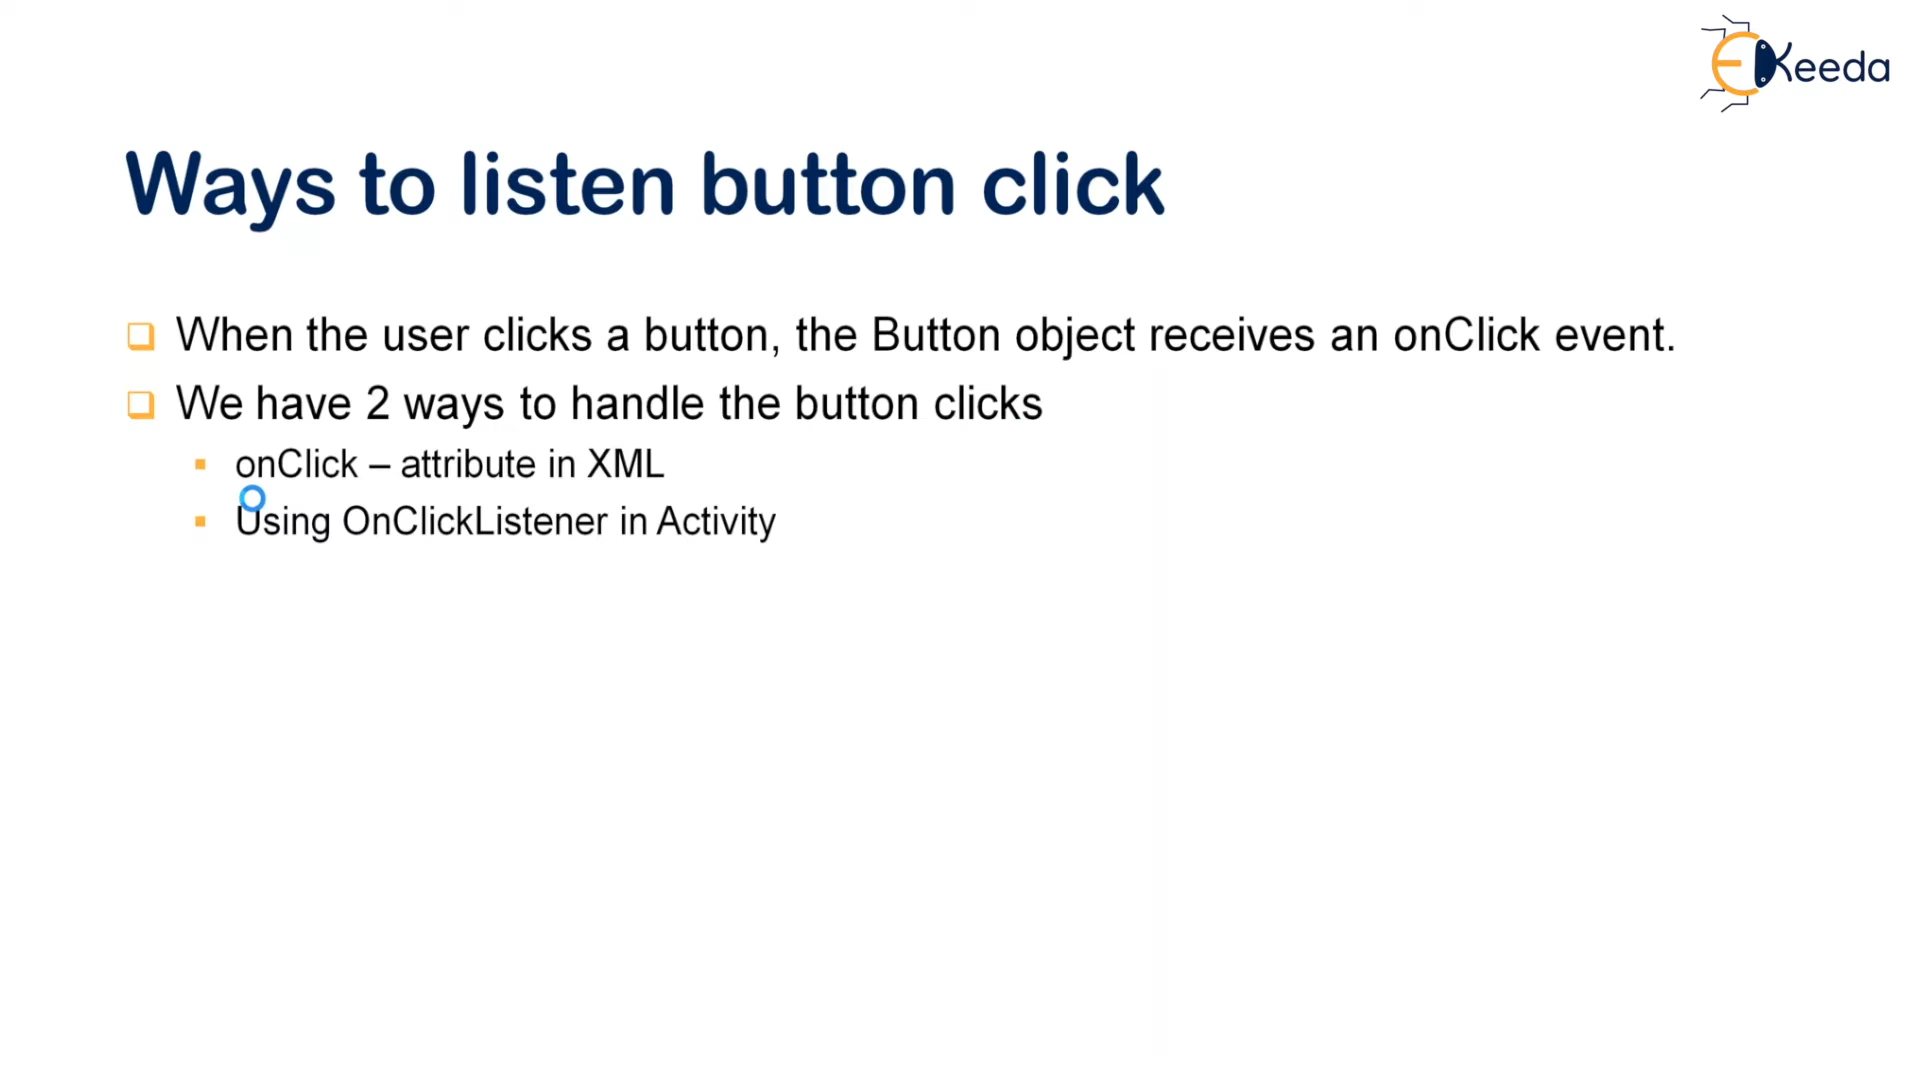 EKeeda
Ways to listen button click
When the user clicks a button, the Button object receives an onClick event.
We have 2 ways to handle the button clicks
onClick – attribute in XML
Using OnClickListener in Activity